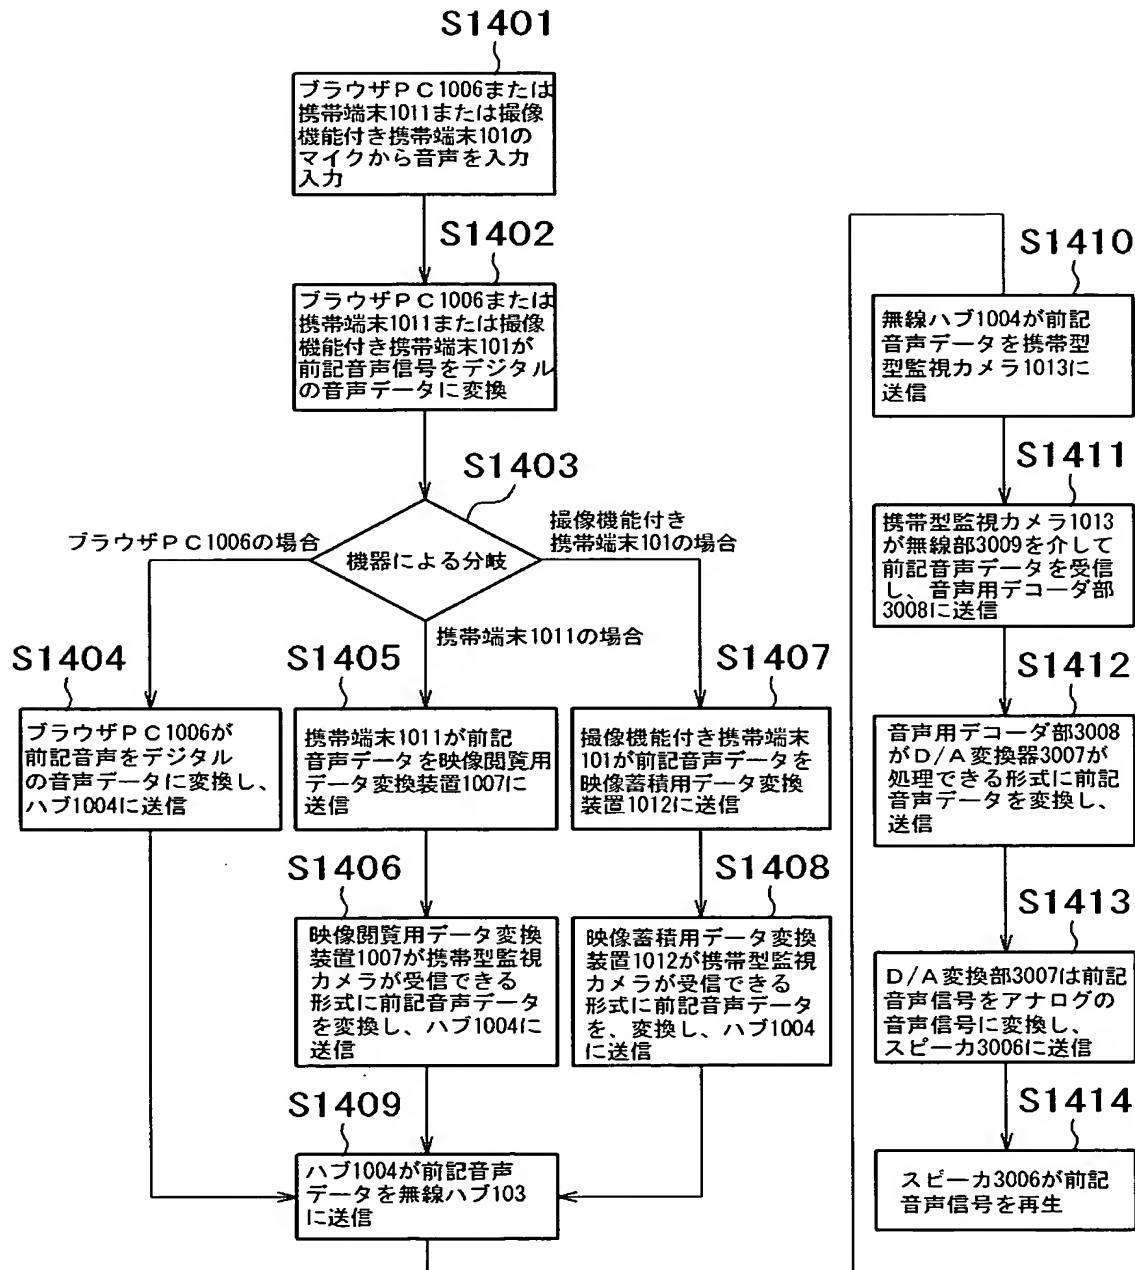 S1401
ブラウザPC1006または
携帯端末1011または撮像
機能付き携帯端末101の
マイクから音声を入力
入力
S1402
ブラウザPC1006または
携帯端末1011または撮像
機能付き携帯端末101が
前記音声信号をデジタル
の音声データに変換
S1403
機器による分岐
ブラウザPC1006の場合
撮像機能付き
携帯端末101の場合
携帯端末1011の場合
S1404
ブラウザPC1006が
前記音声をデジタル
の音声データに変換し、
ハブ1004に送信
S1405
携帯端末1011が前記
音声データを映像閲覧用
データ変換装置1007に
送信
S1407
撮像機能付き携帯端末
101が前記音声データを
映像蓄積用データ変換
装置1012に送信
S1406
映像閲覧用データ変換
装置1007が携帯型監視
カメラが受信できる
形式に前記音声データ
を変換し、ハブ1004に
送信
S1408
映像蓄積用データ変換
装置1012が携帯型監視
カメラが受信できる
形式に前記音声データ
を、変換し、ハブ1004
に送信
S1409
ハブ1004が前記音声
データを無線ハブ103
に送信
S1410
無線ハブ1004が前記
音声データを携帯型
型監視カメラ1013に
送信
S1411
携帯型監視カメラ1013
が無線部3009を介して
前記音声データを受信
し、音声用デコーダ部
3008に送信
S1412
音声用デコーダ部3008
がD/A変換器3007が
処理できる形式に前記
音声データを変換し、
送信
S1413
D/A変換部3007は前記
音声信号をアナログの
音声信号に変換し、
スピーカ3006に送信
S1414
スピーカ3006が前記
音声信号を再生